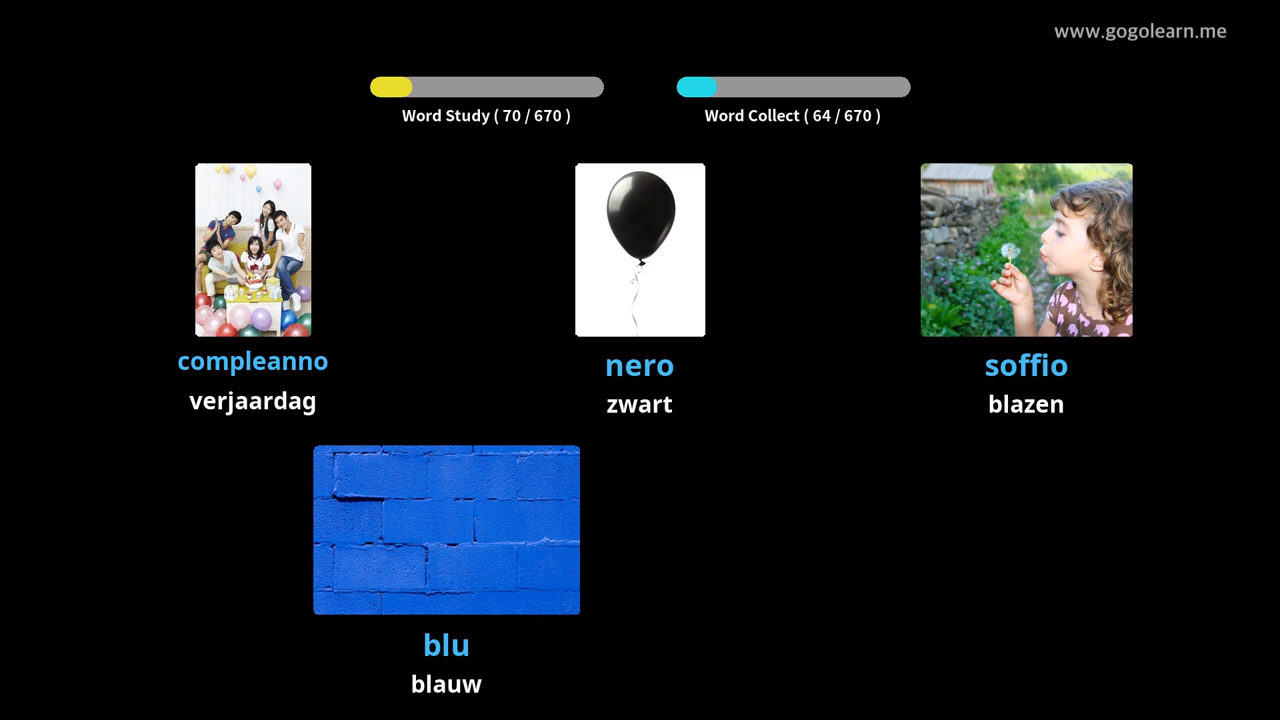 www.gogolearn.me
Word Study ( 70 / 670 )
Word Collect ( 64 / 670 )
compleanno
verjaardag
nero
zwart
soffio
blazen
blu
blauw